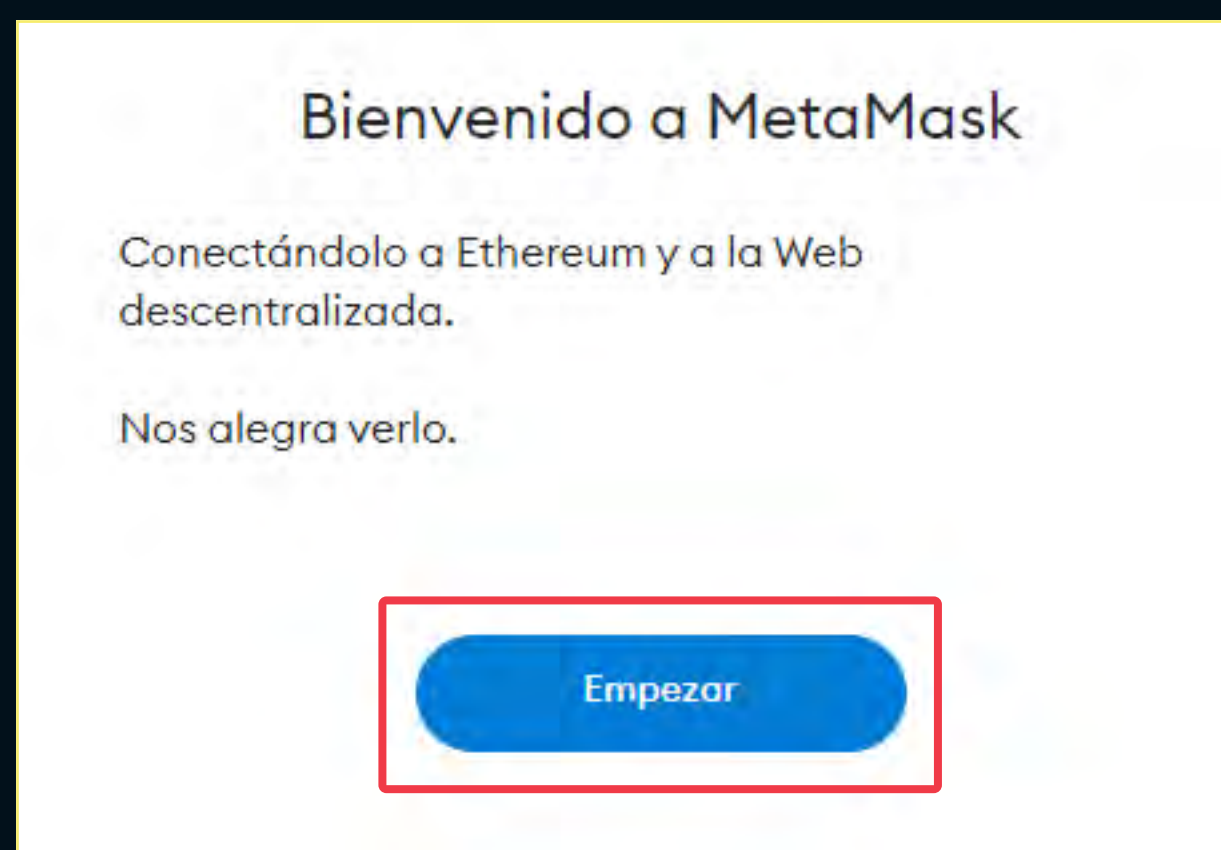 Bienvenido a MetaMask
Conectándolo a Ethereum y a la Web
descentralizada.
Nos alegra verlo.
Empezar